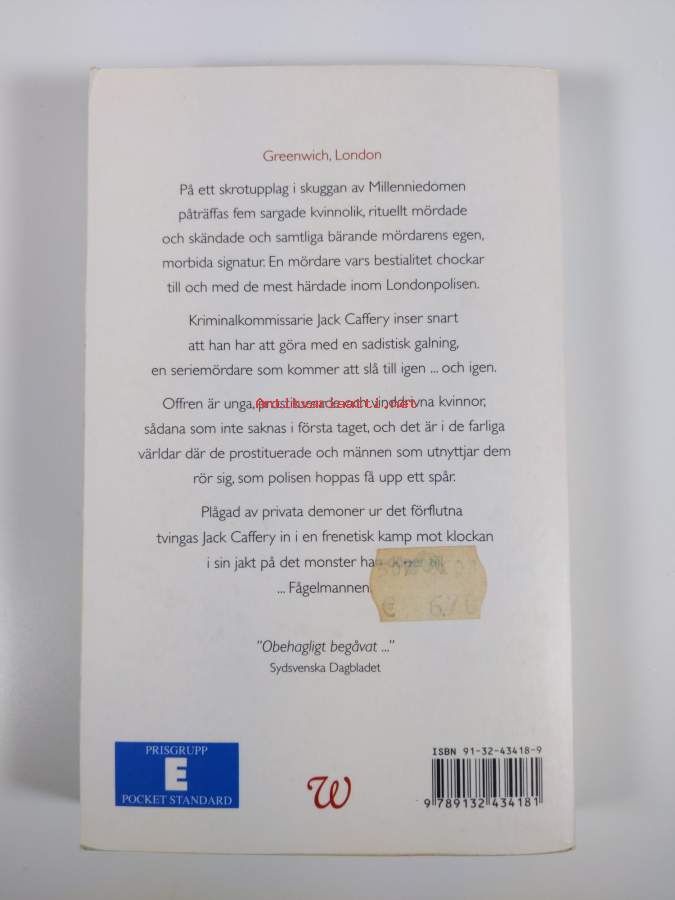 Greenwich, London
På ett skrotupplag i skuggan av Millenniedomen
påträffas fem sargade kvinnolik, rituellt mördade
och skändade och samtliga bärande mördarens egen,
morbida signatur. En mördare vars bestialitet chockar
till och med de mest härdade inom Londonpolisen.
Kriminalkommissarie Jack Caffery inser snart
att han har att göra med en sadistisk galning,
en seriemördare som kommer att slå till igen ... och igen.
Offren är unga, prostituerade och vinddrivna kvinnor,
sådana som inte saknas i första taget, och det är i de farliga
världar där de prostituerade och männen som utnyttjar dem
rör sig, som polisen hoppas få upp ett spår.
Plågad av privata demoner ur det förflutna
tvingas Jack Caffery in i en frenetisk kamp mot klockan
i sin jakt på det monster han
... Fågelmannen.
€ 6,70
"Obehagligt begåvat ..."
Sydsvenska Dagbladet
PRISGRUPP
E
POCKET STANDARD
W
ISBN 91-32-43418-9
9 789132 434181